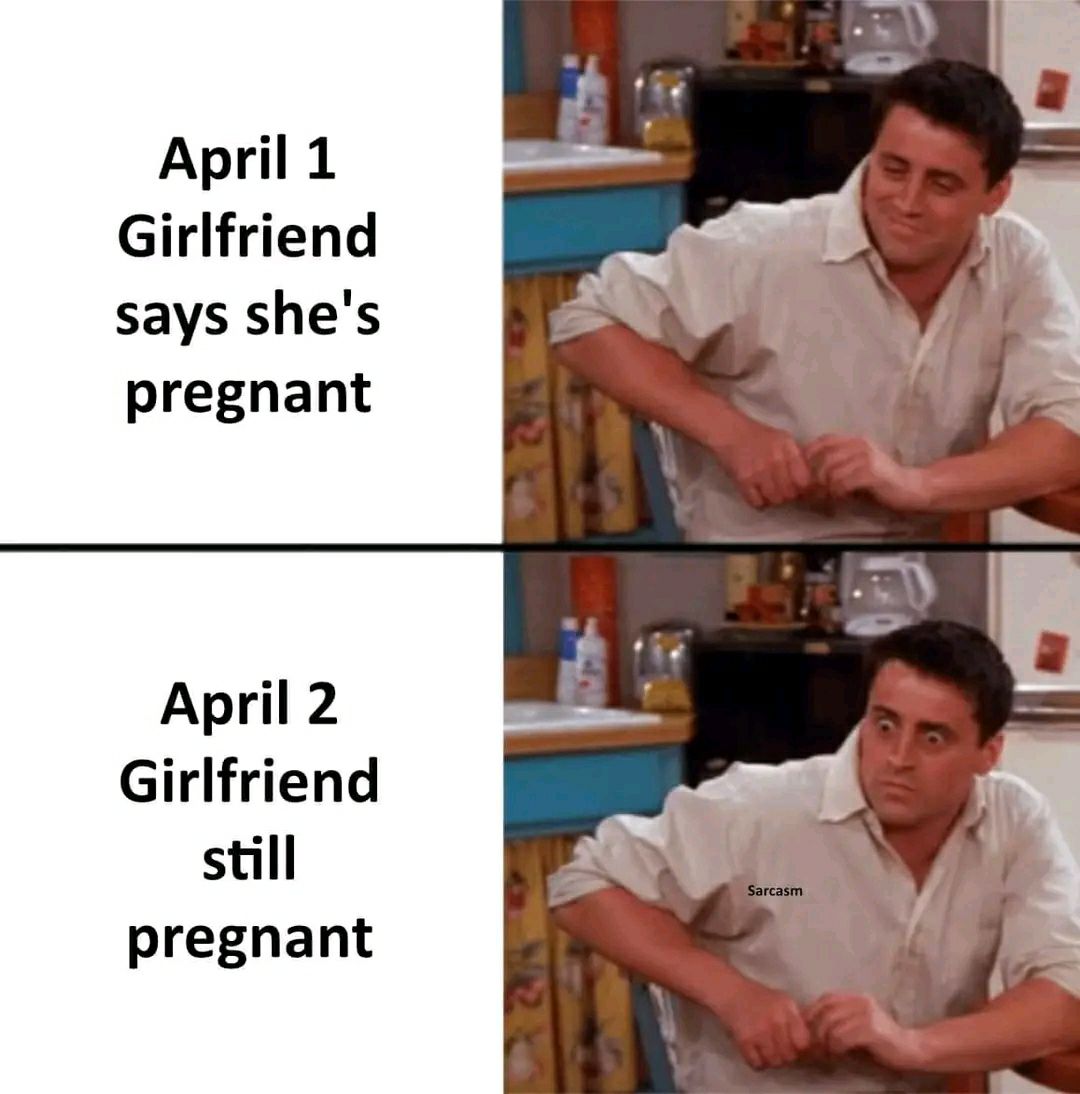 April 1
Girlfriend
says she's
pregnant
April 2
Girlfriend
still
pregnant
Sarcasm